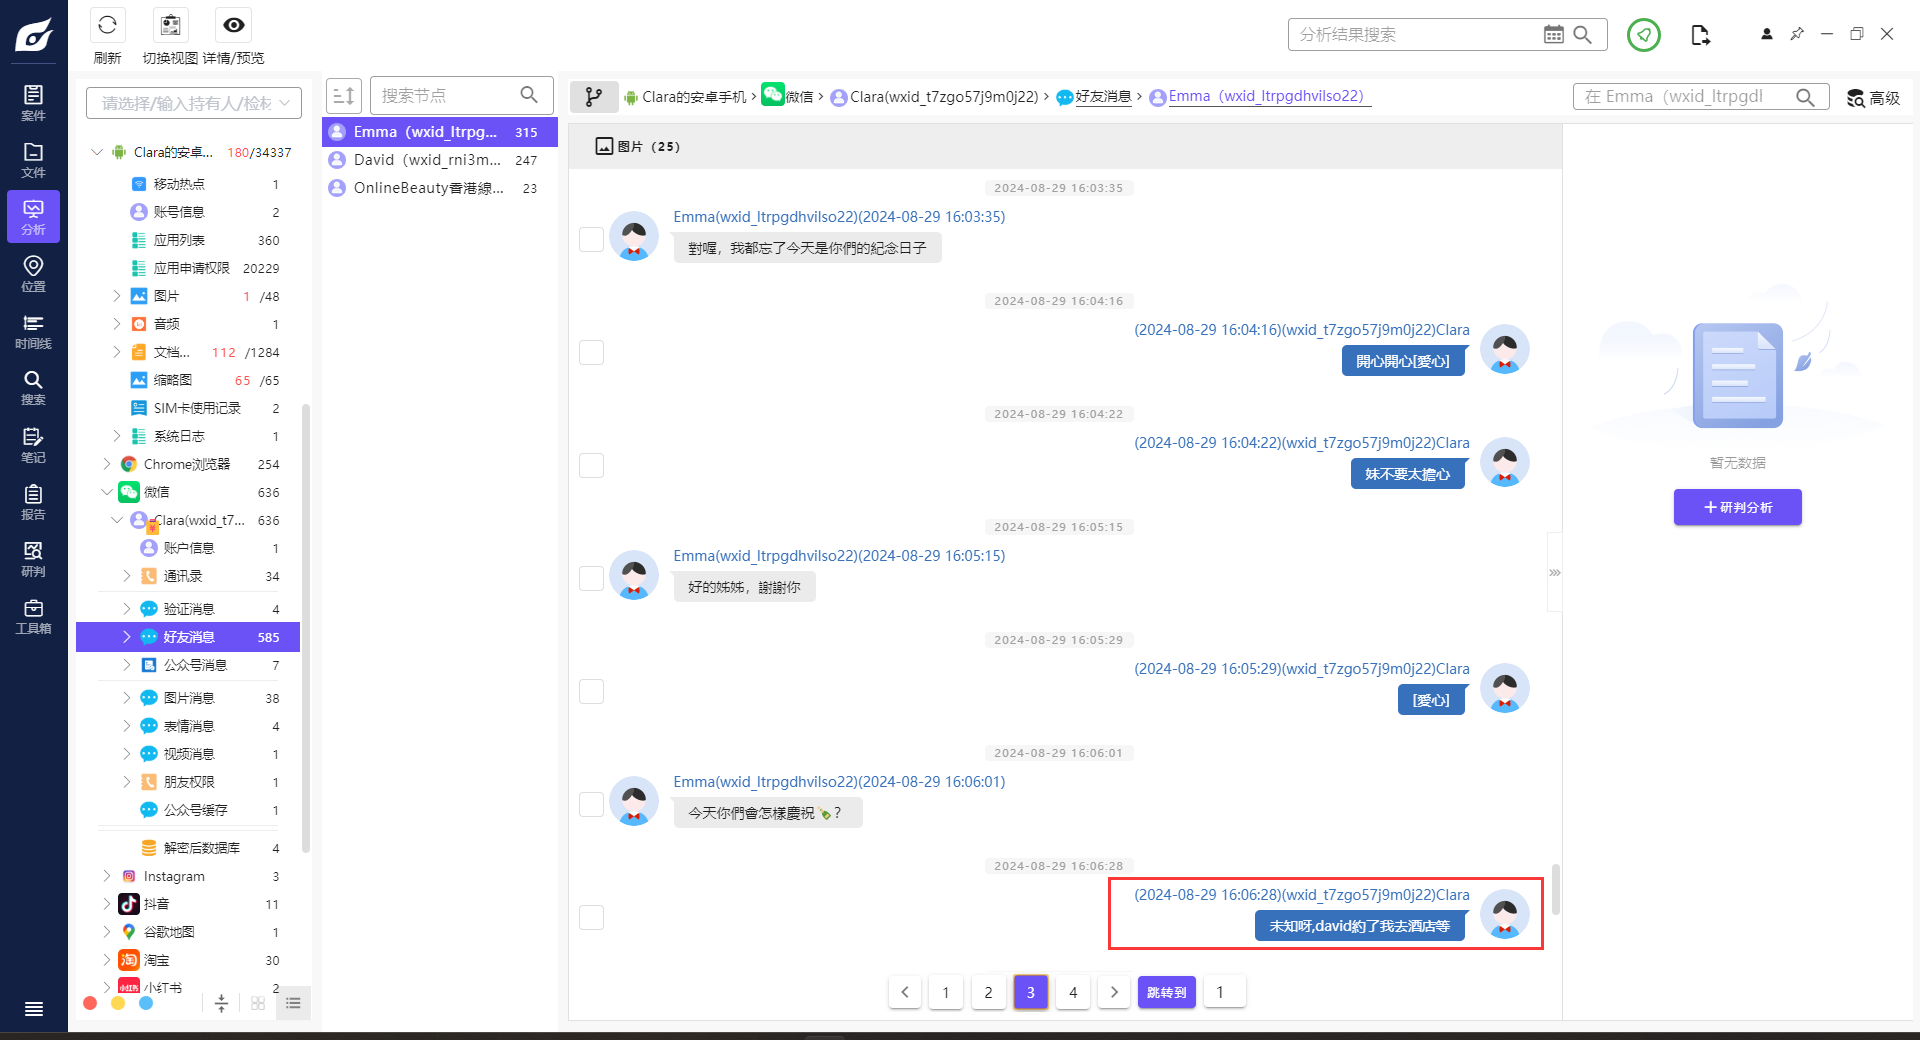 刷新
切换视图
详情/预览
分析结果搜索
案件
文件
分析
位置
时间线
搜索
笔记
报告
研判
工具箱
请选择/输入持有人/检材
Clara的安卓... 180/34337
移动热点 1
账号信息 2
应用列表 360
应用申请权限 20229
图片 1 /48
音频 1
文档... 112 /1284
缩略图 65 /65
SIM卡使用记录 2
系统日志 1
Chrome浏览器 254
微信 636
Clara(wxid_t7... 636
账户信息 1
通讯录 34
验证消息 4
好友消息 585
公众号消息 7
图片消息 38
表情消息 4
视频消息 1
朋友权限 1
公众号缓存 1
解密后数据库 4
Instagram 3
抖音 11
谷歌地图 1
淘宝 30
小红书 2
搜索节点
Emma（wxid_ltrpg... 315
David（wxid_rni3m... 247
OnlineBeauty香港線... 23
Clara的安卓手机 › 微信 › Clara(wxid_t7zgo57j9m0j22) › 好友消息 › Emma（wxid_ltrpgdhvilso22）
在 Emma（wxid_ltrpgdl
高级
图片（25）
2024-08-29 16:03:35
Emma(wxid_ltrpgdhvilso22)(2024-08-29 16:03:35)
對喔，我都忘了今天是你們的紀念日子
2024-08-29 16:04:16
(2024-08-29 16:04:16)(wxid_t7zgo57j9m0j22)Clara
開心開心[愛心]
2024-08-29 16:04:22
(2024-08-29 16:04:22)(wxid_t7zgo57j9m0j22)Clara
妹不要太擔心
2024-08-29 16:05:15
Emma(wxid_ltrpgdhvilso22)(2024-08-29 16:05:15)
好的姊姊，謝謝你
2024-08-29 16:05:29
(2024-08-29 16:05:29)(wxid_t7zgo57j9m0j22)Clara
[愛心]
2024-08-29 16:06:01
Emma(wxid_ltrpgdhvilso22)(2024-08-29 16:06:01)
今天你們會怎樣慶祝🍾？
2024-08-29 16:06:28
(2024-08-29 16:06:28)(wxid_t7zgo57j9m0j22)Clara
未知呀,david約了我去酒店等
1 2 3 4 跳转到 1
暂无数据
+ 研判分析